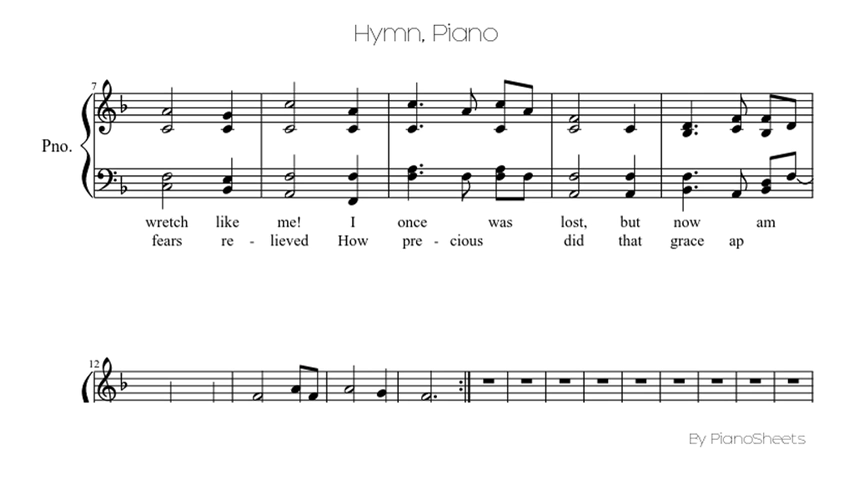 Hymn, Piano
7
Pno.
wretch like me! I once was lost, but now am
fears re - lieved How pre - cious did that grace ap
12
By PianoSheets